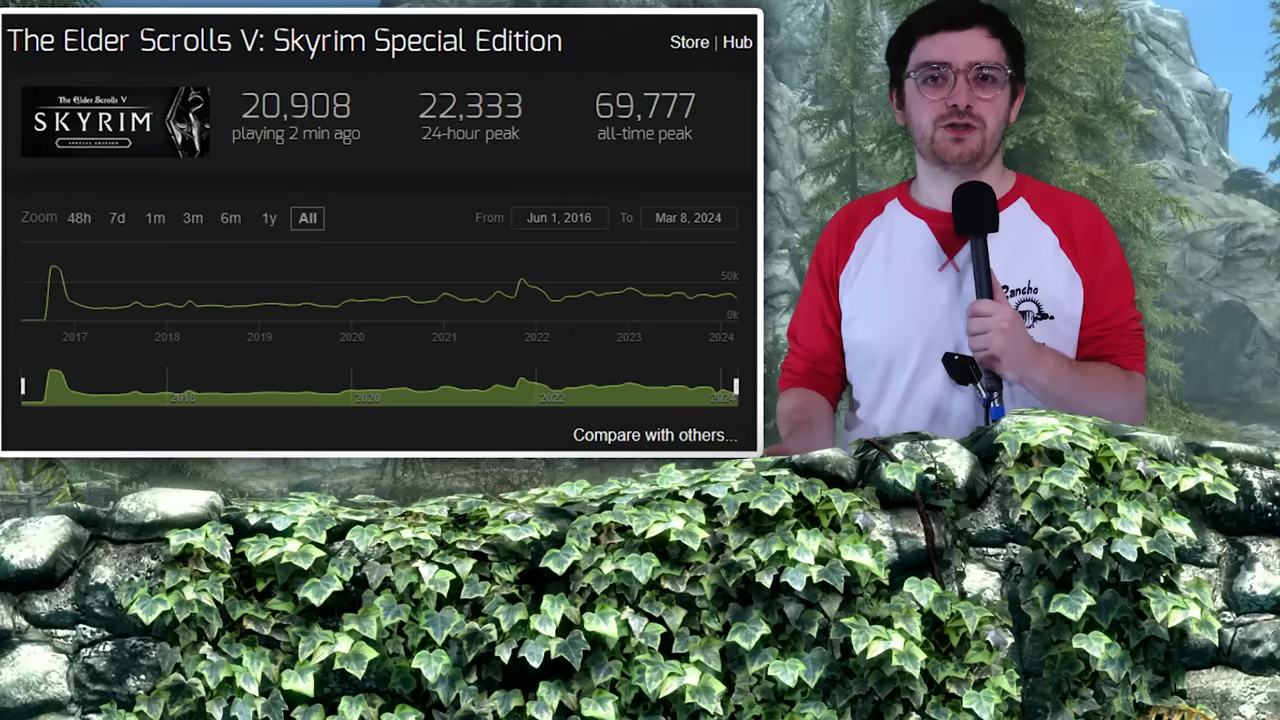 The Elder Scrolls V: Skyrim Special Edition
Store | Hub
The Elder Scrolls V
SKYRIM
SPECIAL EDITION
20,908
playing 2 min ago
22,333
24-hour peak
69,777
all-time peak
Zoom 48h 7d 1m 3m 6m 1y All
From Jun 1, 2016 To Mar 8, 2024
50k
0k
2017 2018 2019 2020 2021 2022 2023 2024
2018 2020 2022 2024
Compare with others...
Rancho